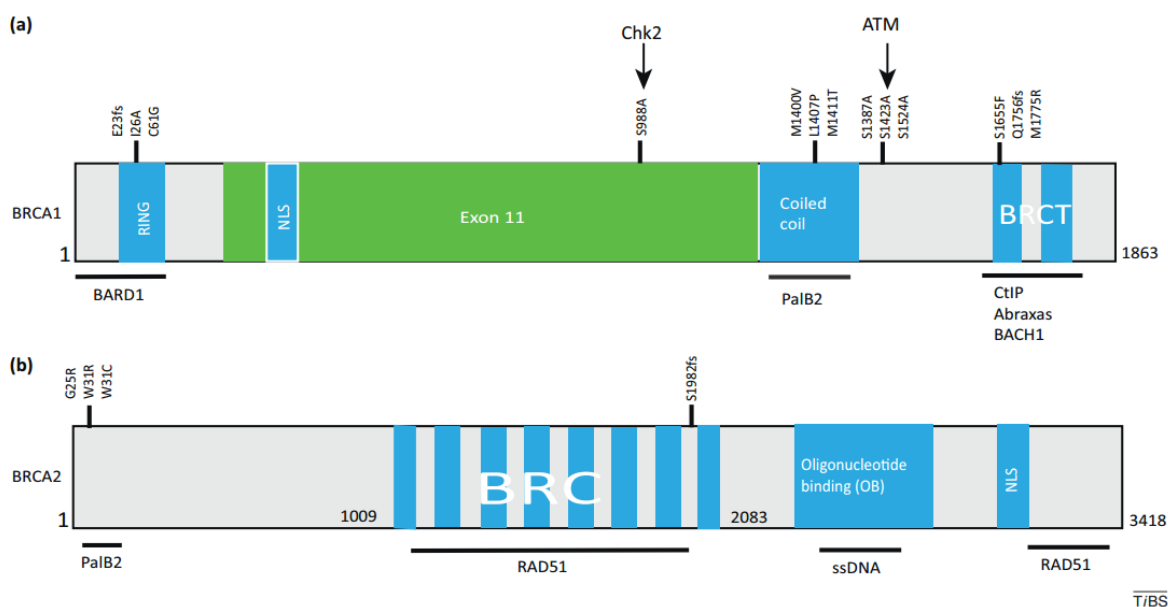 (a)
Chk2
ATM
E23fs
I26A
C61G
S988A
M1400V
L1407P
M1411T
S1387A
S1423A
S1524A
S1655F
Q1756fs
M1775R
BRCA1
RING
NLS
Exon 11
Coiled
coil
BRCT
1
1863
BARD1
PalB2
CtIP
Abraxas
BACH1
(b)
G25R
W31R
W31C
S1982fs
BRCA2
BRC
Oligonucleotide
binding (OB)
NLS
1
1009
2083
3418
PalB2
RAD51
ssDNA
RAD51
TiBS